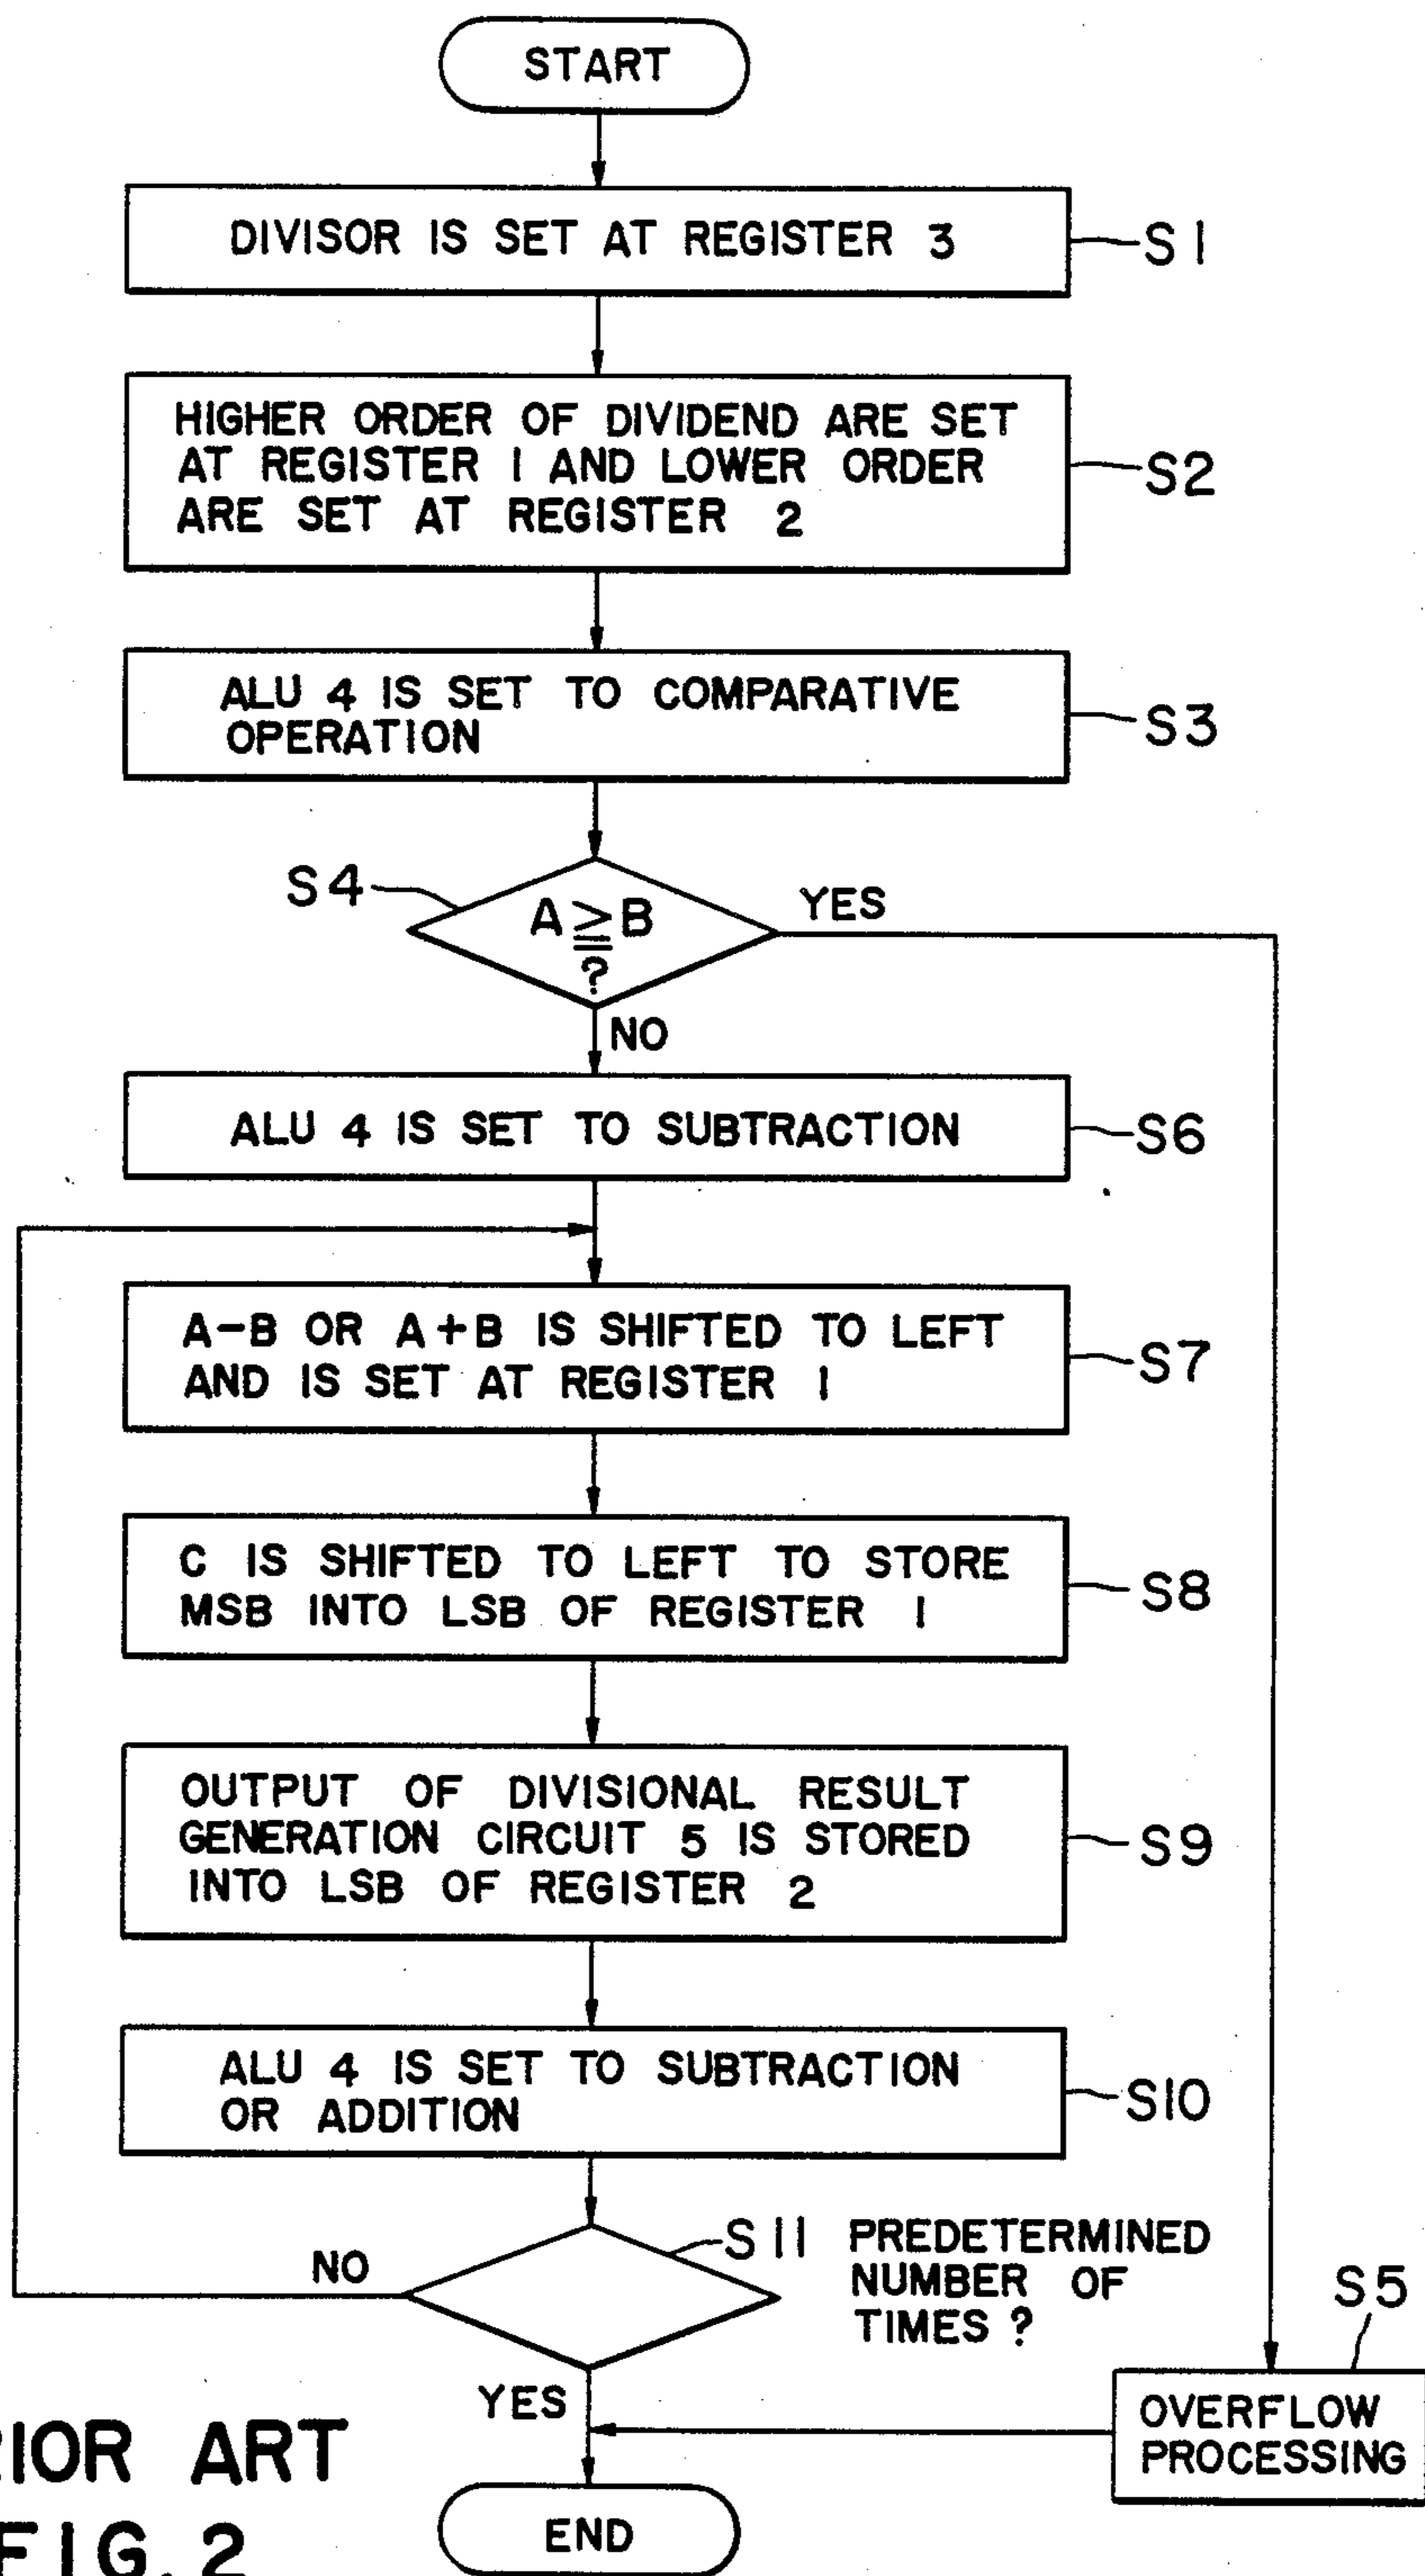 START
DIVISOR IS SET AT REGISTER 3
S1
HIGHER ORDER OF DIVIDEND ARE SET
AT REGISTER 1 AND LOWER ORDER
ARE SET AT REGISTER 2
S2
ALU 4 IS SET TO COMPARATIVE
OPERATION
S3
S4
A≧B
?
YES
NO
ALU 4 IS SET TO SUBTRACTION
S6
A-B OR A+B IS SHIFTED TO LEFT
AND IS SET AT REGISTER 1
S7
C IS SHIFTED TO LEFT TO STORE
MSB INTO LSB OF REGISTER 1
S8
OUTPUT OF DIVISIONAL RESULT
GENERATION CIRCUIT 5 IS STORED
INTO LSB OF REGISTER 2
S9
ALU 4 IS SET TO SUBTRACTION
OR ADDITION
S10
S11
PREDETERMINED
NUMBER OF
TIMES ?
NO
YES
S5
OVERFLOW
PROCESSING
RIOR ART
FIG. 2
END